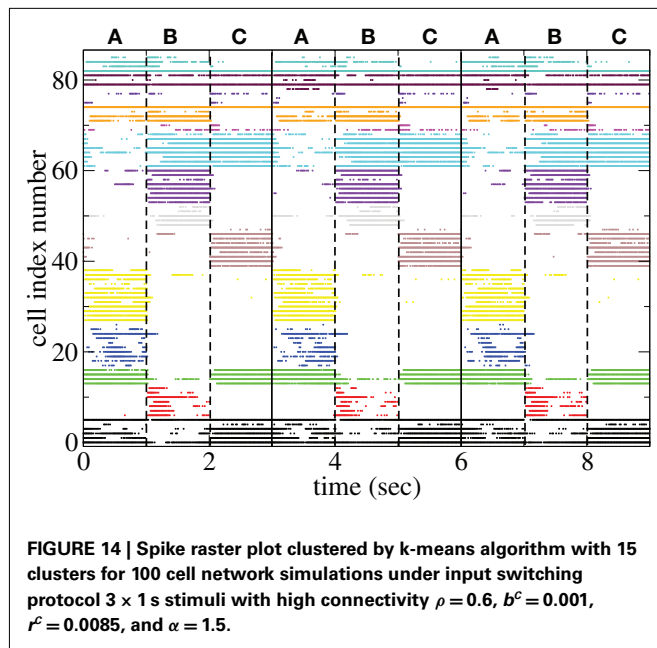 A B C A B C A B C
80
60
40
20
0
cell index number
0 2 4 6 8
time (sec)
FIGURE 14 | Spike raster plot clustered by k-means algorithm with 15
clusters for 100 cell network simulations under input switching
protocol 3 x 1 s stimuli with high connectivity ρ = 0.6, bᶜ = 0.001,
rᶜ = 0.0085, and α = 1.5.